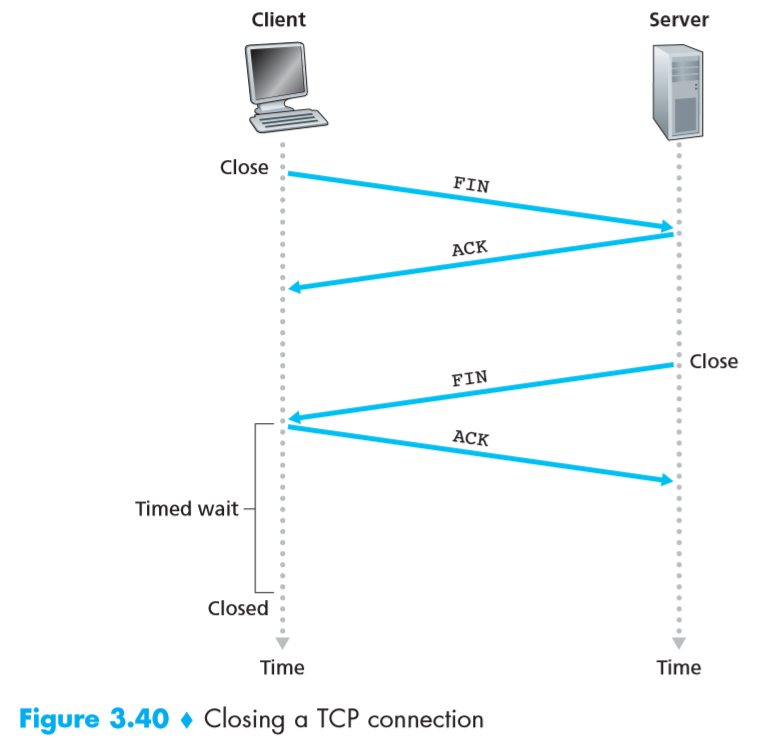 Client
Server
Close
FIN
ACK
Close
FIN
ACK
Timed wait
Closed
Time
Time
Figure 3.40 ♦ Closing a TCP connection